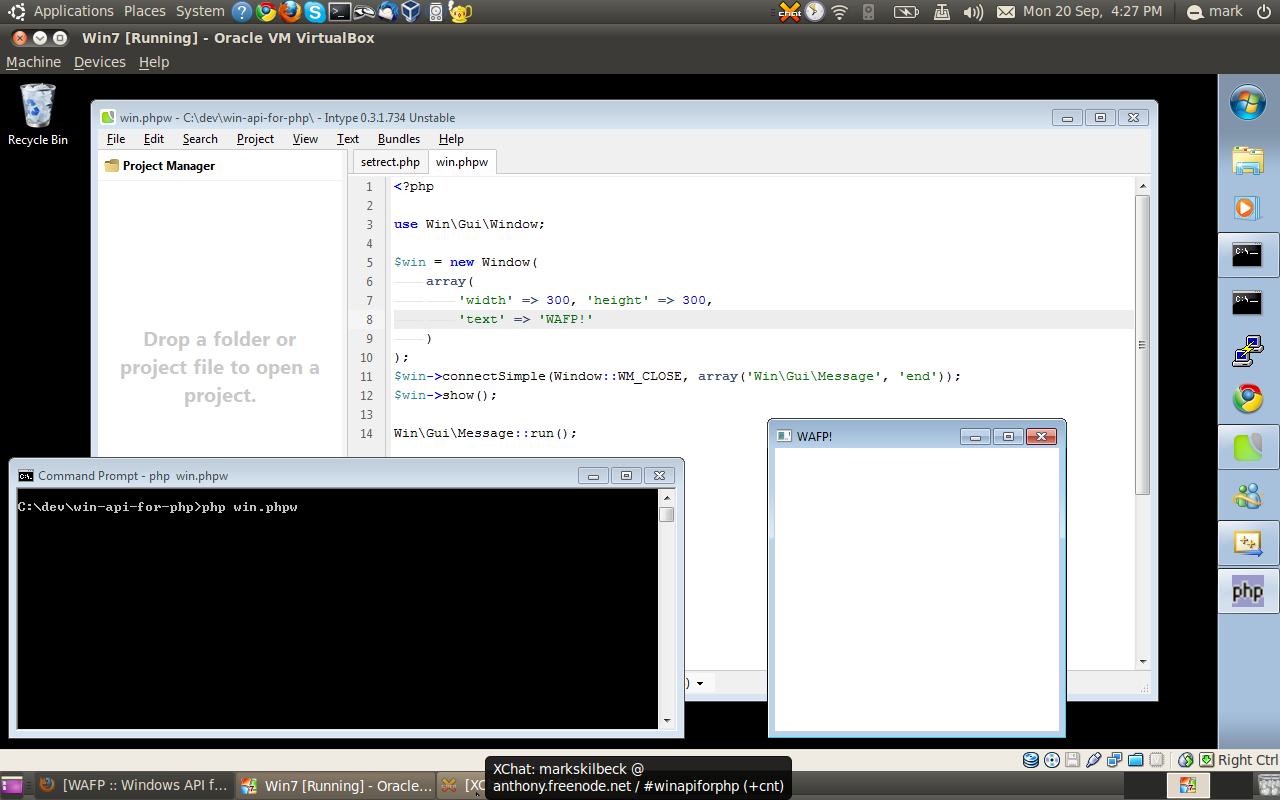 Applications Places System
chat
Mon 20 Sep, 4:27 PM
mark
Win7 [Running] - Oracle VM VirtualBox
Machine Devices Help
Recycle Bin
win.phpw - C:\dev\win-api-for-php\ - Intype 0.3.1.734 Unstable
File Edit Search Project View Text Bundles Help
Project Manager
setrect.php win.phpw
Drop a folder or
project file to open a
project.
1 <?php
2
3 use Win\Gui\Window;
4
5 $win = new Window(
6 array(
7 'width' => 300, 'height' => 300,
8 'text' => 'WAFP!'
9 )
10 );
11 $win->connectSimple(Window::WM_CLOSE, array('Win\Gui\Message', 'end'));
12 $win->show();
13
14 Win\Gui\Message::run();
WAFP!
Command Prompt - php win.phpw
C:\dev\win-api-for-php>php win.phpw
)
C:\
C:\
php
Right Ctrl
[WAFP :: Windows API f...
Win7 [Running] - Oracle...
[XC
XChat: markskilbeck @
anthony.freenode.net / #winapiforphp (+cnt)